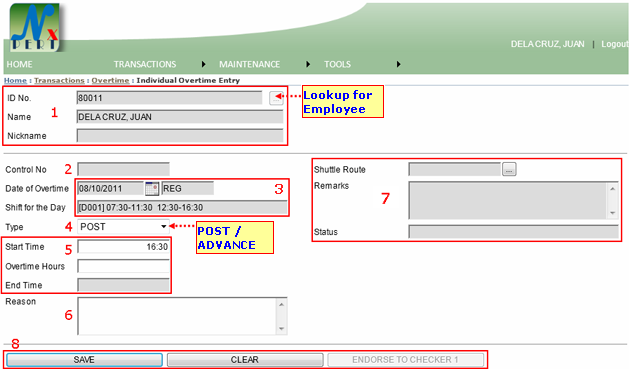 N x
PERT
DELA CRUZ, JUAN | Logout
HOME TRANSACTIONS MAINTENANCE TOOLS
Home : Transactions : Overtime : Individual Overtime Entry
ID No. 80011 ...
Lookup for
Employee
1
Name DELA CRUZ, JUAN
Nickname
Control No 2
Shuttle Route ...
Date of Overtime 08/10/2011 REG 3
Remarks
7
Shift for the Day [D001] 07:30-11:30 12:30-16:30
Type 4 POST
POST /
ADVANCE
Status
Start Time 5 16:30
Overtime Hours
End Time
Reason
6
8
SAVE CLEAR ENDORSE TO CHECKER 1